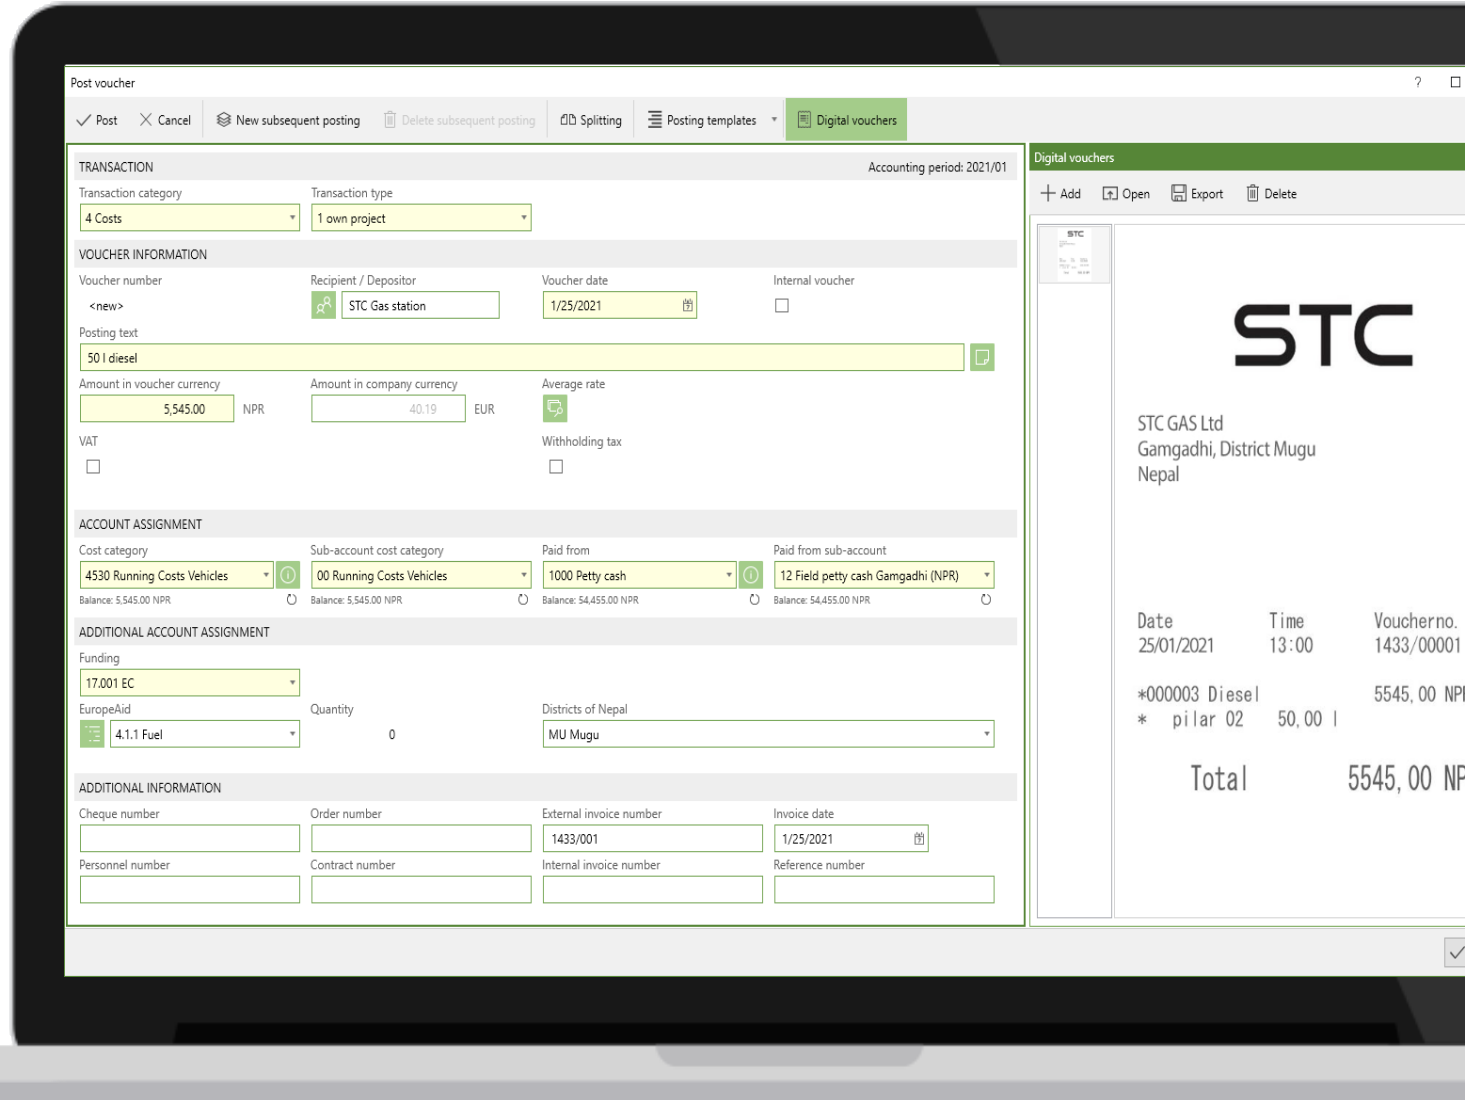 Post voucher
?
Post Cancel New subsequent posting Delete subsequent posting Splitting Posting templates Digital vouchers
TRANSACTION Accounting period: 2021/01
Transaction category Transaction type
4 Costs 1 own project
VOUCHER INFORMATION
Voucher number Recipient / Depositor Voucher date Internal voucher
<new> STC Gas station 1/25/2021
Posting text
50 l diesel
Amount in voucher currency Amount in company currency Average rate
5,545.00 NPR 40.19 EUR
VAT Withholding tax
ACCOUNT ASSIGNMENT
Cost category Sub-account cost category Paid from Paid from sub-account
4530 Running Costs Vehicles 00 Running Costs Vehicles 1000 Petty cash 12 Field petty cash Gamgadhi (NPR)
Balance: 5,545.00 NPR Balance: 5,545.00 NPR Balance: 54,455.00 NPR Balance: 54,455.00 NPR
ADDITIONAL ACCOUNT ASSIGNMENT
Funding
17.001 EC
EuropeAid Quantity Districts of Nepal
4.1.1 Fuel 0 MU Mugu
ADDITIONAL INFORMATION
Cheque number Order number External invoice number Invoice date
1433/001 1/25/2021
Personnel number Contract number Internal invoice number Reference number
Digital vouchers
Add Open Export Delete
STC
STC
STC GAS Ltd
Gamgadhi, District Mugu
Nepal
Date Time Voucherno.
25/01/2021 13:00 1433/00001
*000003 Diesel 5545,00 NPR
* pilar 02 50,00 l
Total 5545,00 NP